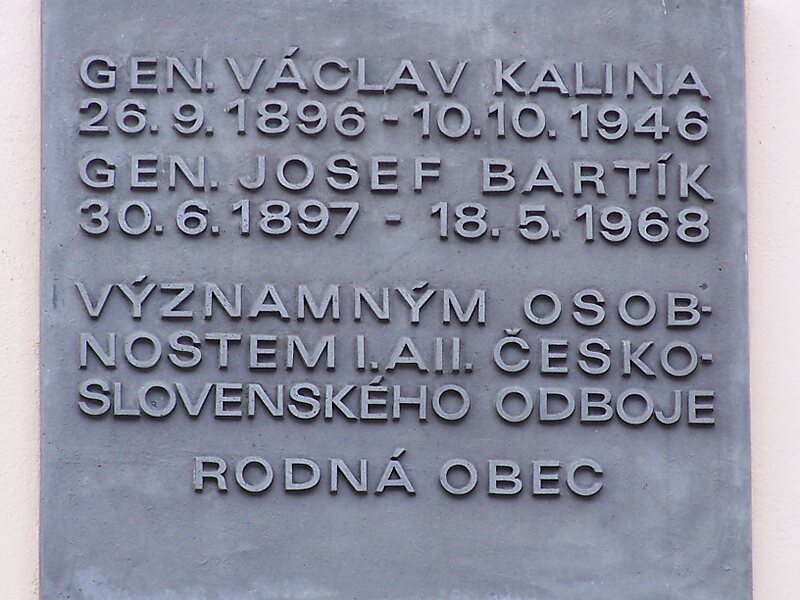 GEN. VÁCLAV KALINA
26. 9. 1896 - 10.10. 1946
GEN. JOSEF BARTÍK
30. 6. 1897 - 18. 5. 1968
VÝZNAMNÝM OSOB-
NOSTEM I. A II. ČESKO-
SLOVENSKÉHO ODBOJE
RODNÁ OBEC